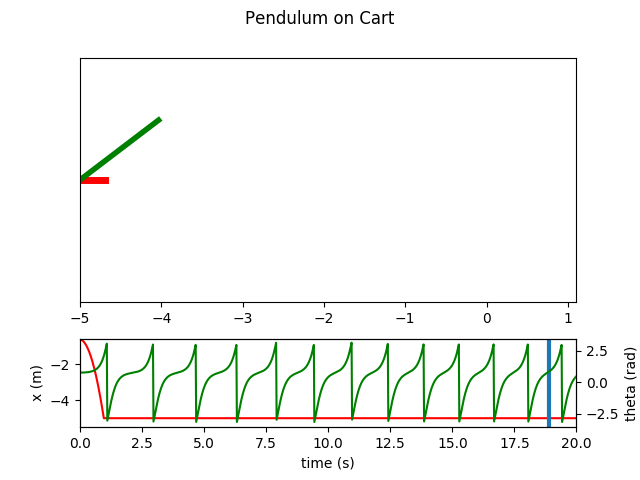 Pendulum on Cart
−5 −4 −3 −2 −1 0 1
x (m)
−2
−4
2.5
0.0
−2.5
theta (rad)
0.0 2.5 5.0 7.5 10.0 12.5 15.0 17.5 20.0
time (s)